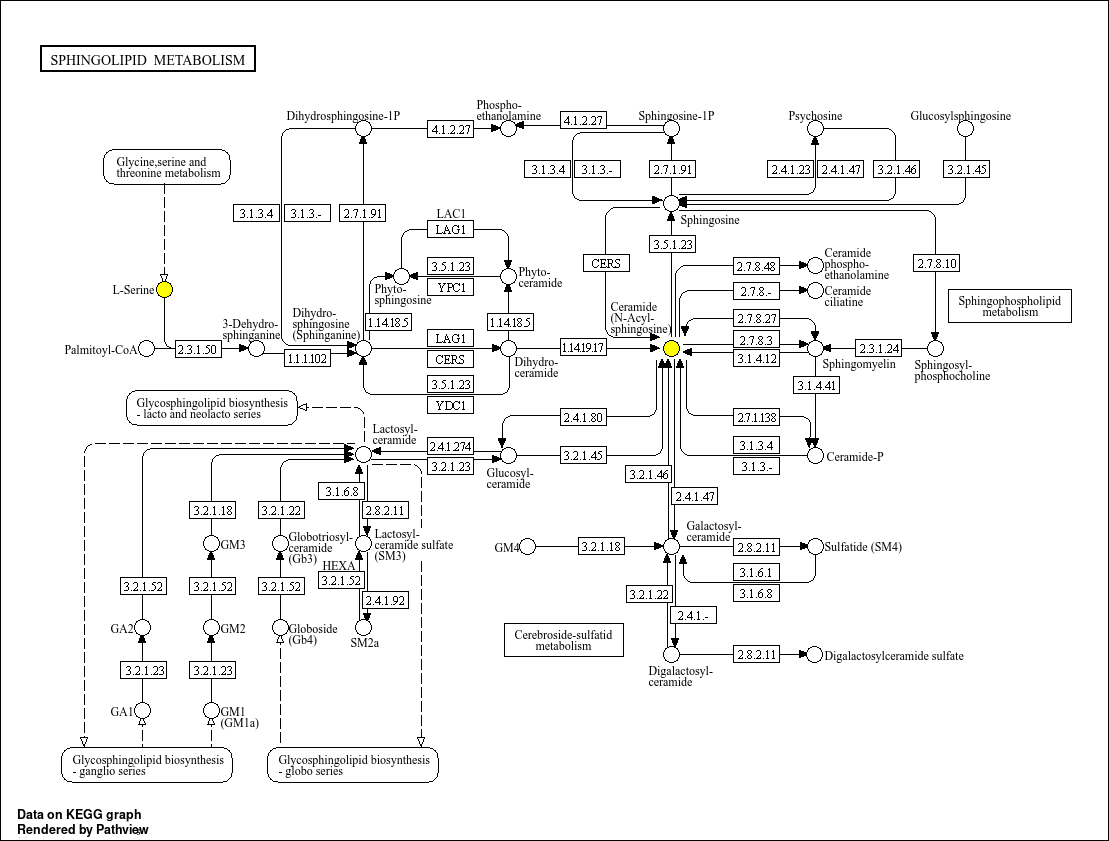 SPHINGOLIPID METABOLISM
Dihydrosphingosine-1P
Phospho-
ethanolamine
Sphingosine-1P
Psychosine
Glucosylsphingosine
4.1.2.27
4.1.2.27
Glycine,serine and
threonine metabolism
3.1.3.4
3.1.3.-
2.7.1.91
2.4.1.23
2.4.1.47
3.2.1.46
3.2.1.45
3.1.3.4
3.1.3.-
2.7.1.91
LAC1
LAG1
Sphingosine
3.5.1.23
CERS
3.5.1.23
YPC1
Phyto-
sphingosine
Phyto-
ceramide
2.7.8.48
Ceramide
phospho-
ethanolamine
2.7.8.10
L-Serine
2.7.8.-
Ceramide
ciliatine
Sphingophospholipid
metabolism
3-Dehydro-
sphinganine
Dihydro-
sphingosine
(Sphinganine)
1.14.18.5
1.14.18.5
Ceramide
(N-Acyl-
sphingosine)
2.7.8.27
Palmitoyl-CoA
2.3.1.50
1.1.1.102
LAG1
CERS
Dihydro-
ceramide
1.14.19.17
2.7.8.3
3.1.4.12
Sphingomyelin
2.3.1.24
Sphingosyl-
phosphocholine
3.5.1.23
YDC1
3.1.4.41
Glycosphingolipid biosynthesis
- lacto and neolacto series
2.4.1.80
2.7.1.138
Lactosyl-
ceramide
2.4.1.274
3.2.1.23
Glucosyl-
ceramide
3.2.1.45
3.1.3.4
3.1.3.-
Ceramide-P
3.2.1.46
2.4.1.47
3.1.6.8
2.8.2.11
3.2.1.18
3.2.1.22
GM3
Globotriosyl-
ceramide
(Gb3)
Lactosyl-
ceramide sulfate
(SM3)
GM4
3.2.1.18
Galactosyl-
ceramide
2.8.2.11
Sulfatide (SM4)
HEXA
3.2.1.52
3.1.6.1
3.1.6.8
3.2.1.52
3.2.1.52
3.2.1.52
2.4.1.92
3.2.1.22
2.4.1.-
GA2
GM2
Globoside
(Gb4)
SM2a
Cerebroside-sulfatid
metabolism
2.8.2.11
Digalactosylceramide sulfate
Digalactosyl-
ceramide
3.2.1.23
3.2.1.23
GA1
GM1
(GM1a)
Glycosphingolipid biosynthesis
- ganglio series
Glycosphingolipid biosynthesis
- globo series
Data on KEGG graph
Rendered by Pathview